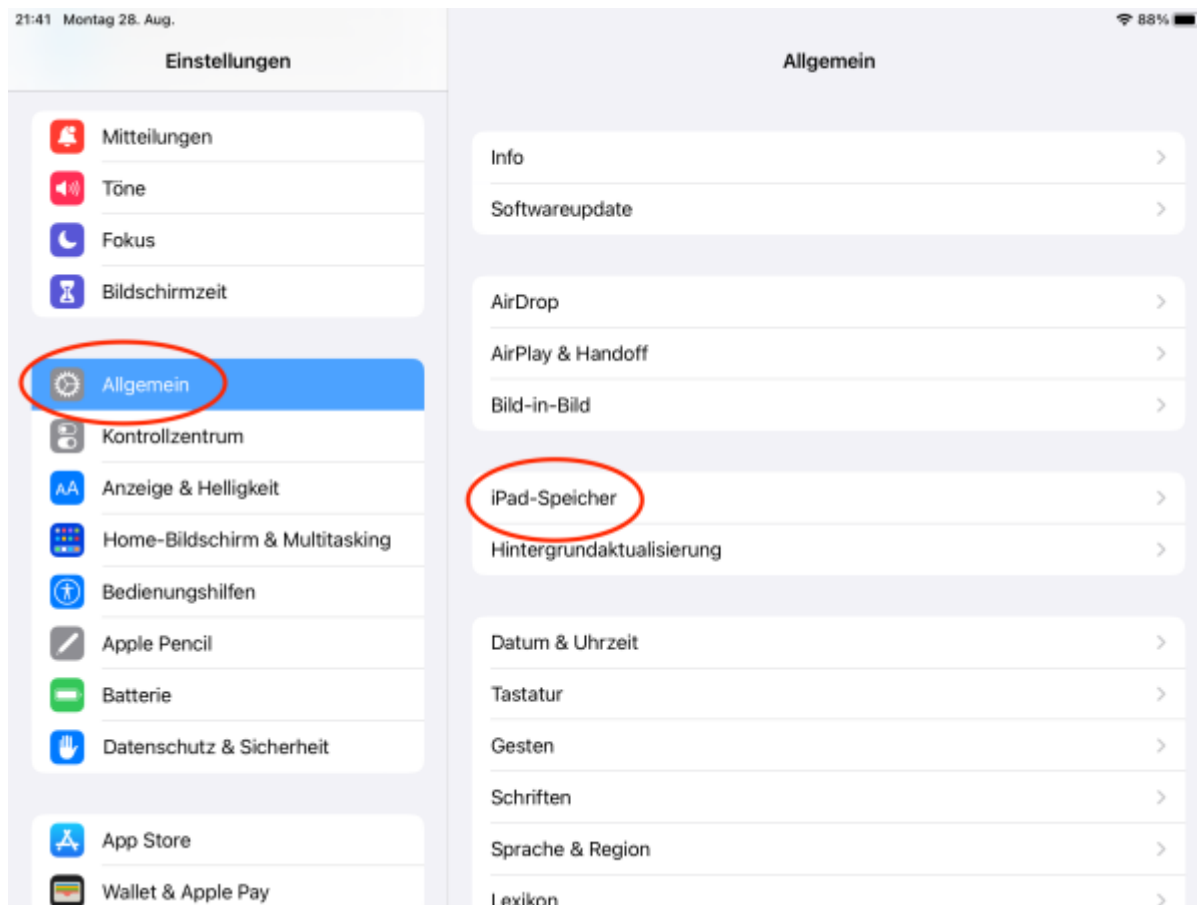 21:41 Montag 28. Aug.
88%
Einstellungen
Mitteilungen
Töne
Fokus
Bildschirmzeit
Allgemein
Kontrollzentrum
AA Anzeige & Helligkeit
Home-Bildschirm & Multitasking
Bedienungshilfen
Apple Pencil
Batterie
Datenschutz & Sicherheit
App Store
Wallet & Apple Pay
Allgemein
Info
Softwareupdate
AirDrop
AirPlay & Handoff
Bild-in-Bild
iPad-Speicher
Hintergrundaktualisierung
Datum & Uhrzeit
Tastatur
Gesten
Schriften
Sprache & Region
Lexikon